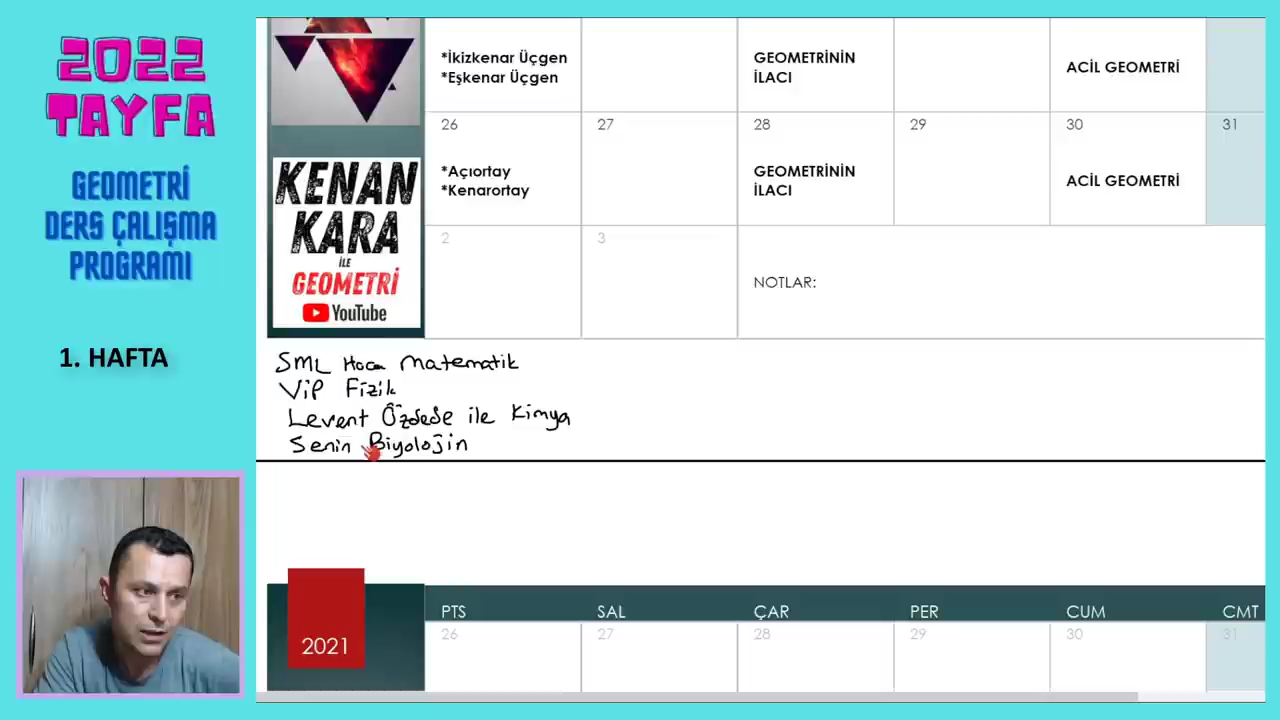 2022
TAYFA
GEOMETRİ
DERS ÇALIŞMA
PROGRAMI
1. HAFTA
*İkizkenar Üçgen
*Eşkenar Üçgen
GEOMETRİNİN
İLACI
ACİL GEOMETRİ
26
27
28
29
30
31
*Açıortay
*Kenarortay
GEOMETRİNİN
İLACI
ACİL GEOMETRİ
KENAN
KARA
İLE
GEOMETRİ
YouTube
2
3
NOTLAR:
SML Hoca Matematik
VİP Fizik
Levent Özdede ile Kimya
Senin Biyolojin
2021
PTS
SAL
ÇAR
PER
CUM
CMT
26
27
28
29
30
31